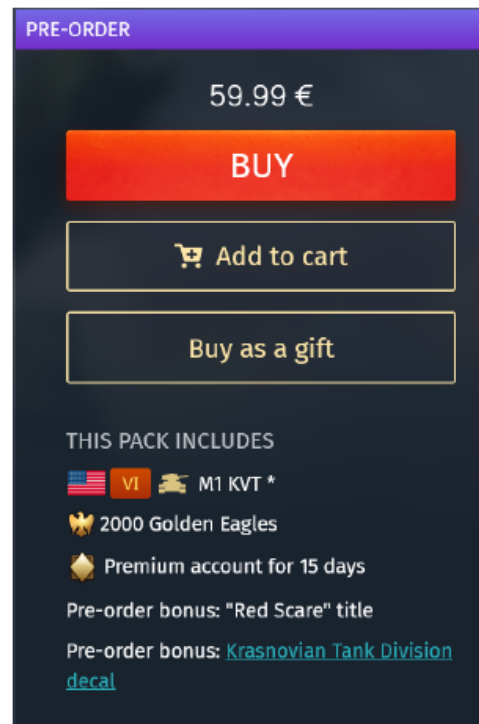 PRE-ORDER
59.99 €
BUY
Add to cart
Buy as a gift
THIS PACK INCLUDES
VI M1 KVT *
2000 Golden Eagles
Premium account for 15 days
Pre-order bonus: "Red Scare" title
Pre-order bonus: Krasnovian Tank Division
decal